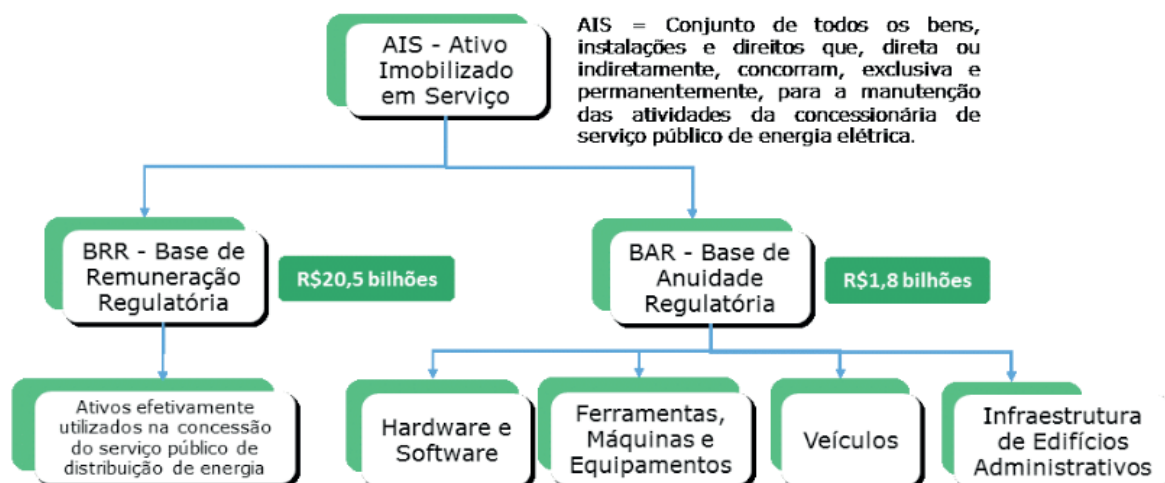 AIS - Ativo
Imobilizado
em Serviço
AIS = Conjunto de todos os bens,
instalações e direitos que, direta ou
indiretamente, concorram, exclusiva e
permanentemente, para a manutenção
das atividades da concessionária de
serviço público de energia elétrica.
BRR - Base de
Remuneração
Regulatória
R$20,5 bilhões
BAR - Base de
Anuidade
Regulatória
R$1,8 bilhões
Ativos efetivamente
utilizados na concessão
do serviço público de
distribuição de energia
Hardware e
Software
Ferramentas,
Máquinas e
Equipamentos
Veículos
Infraestrutura
de Edifícios
Administrativos